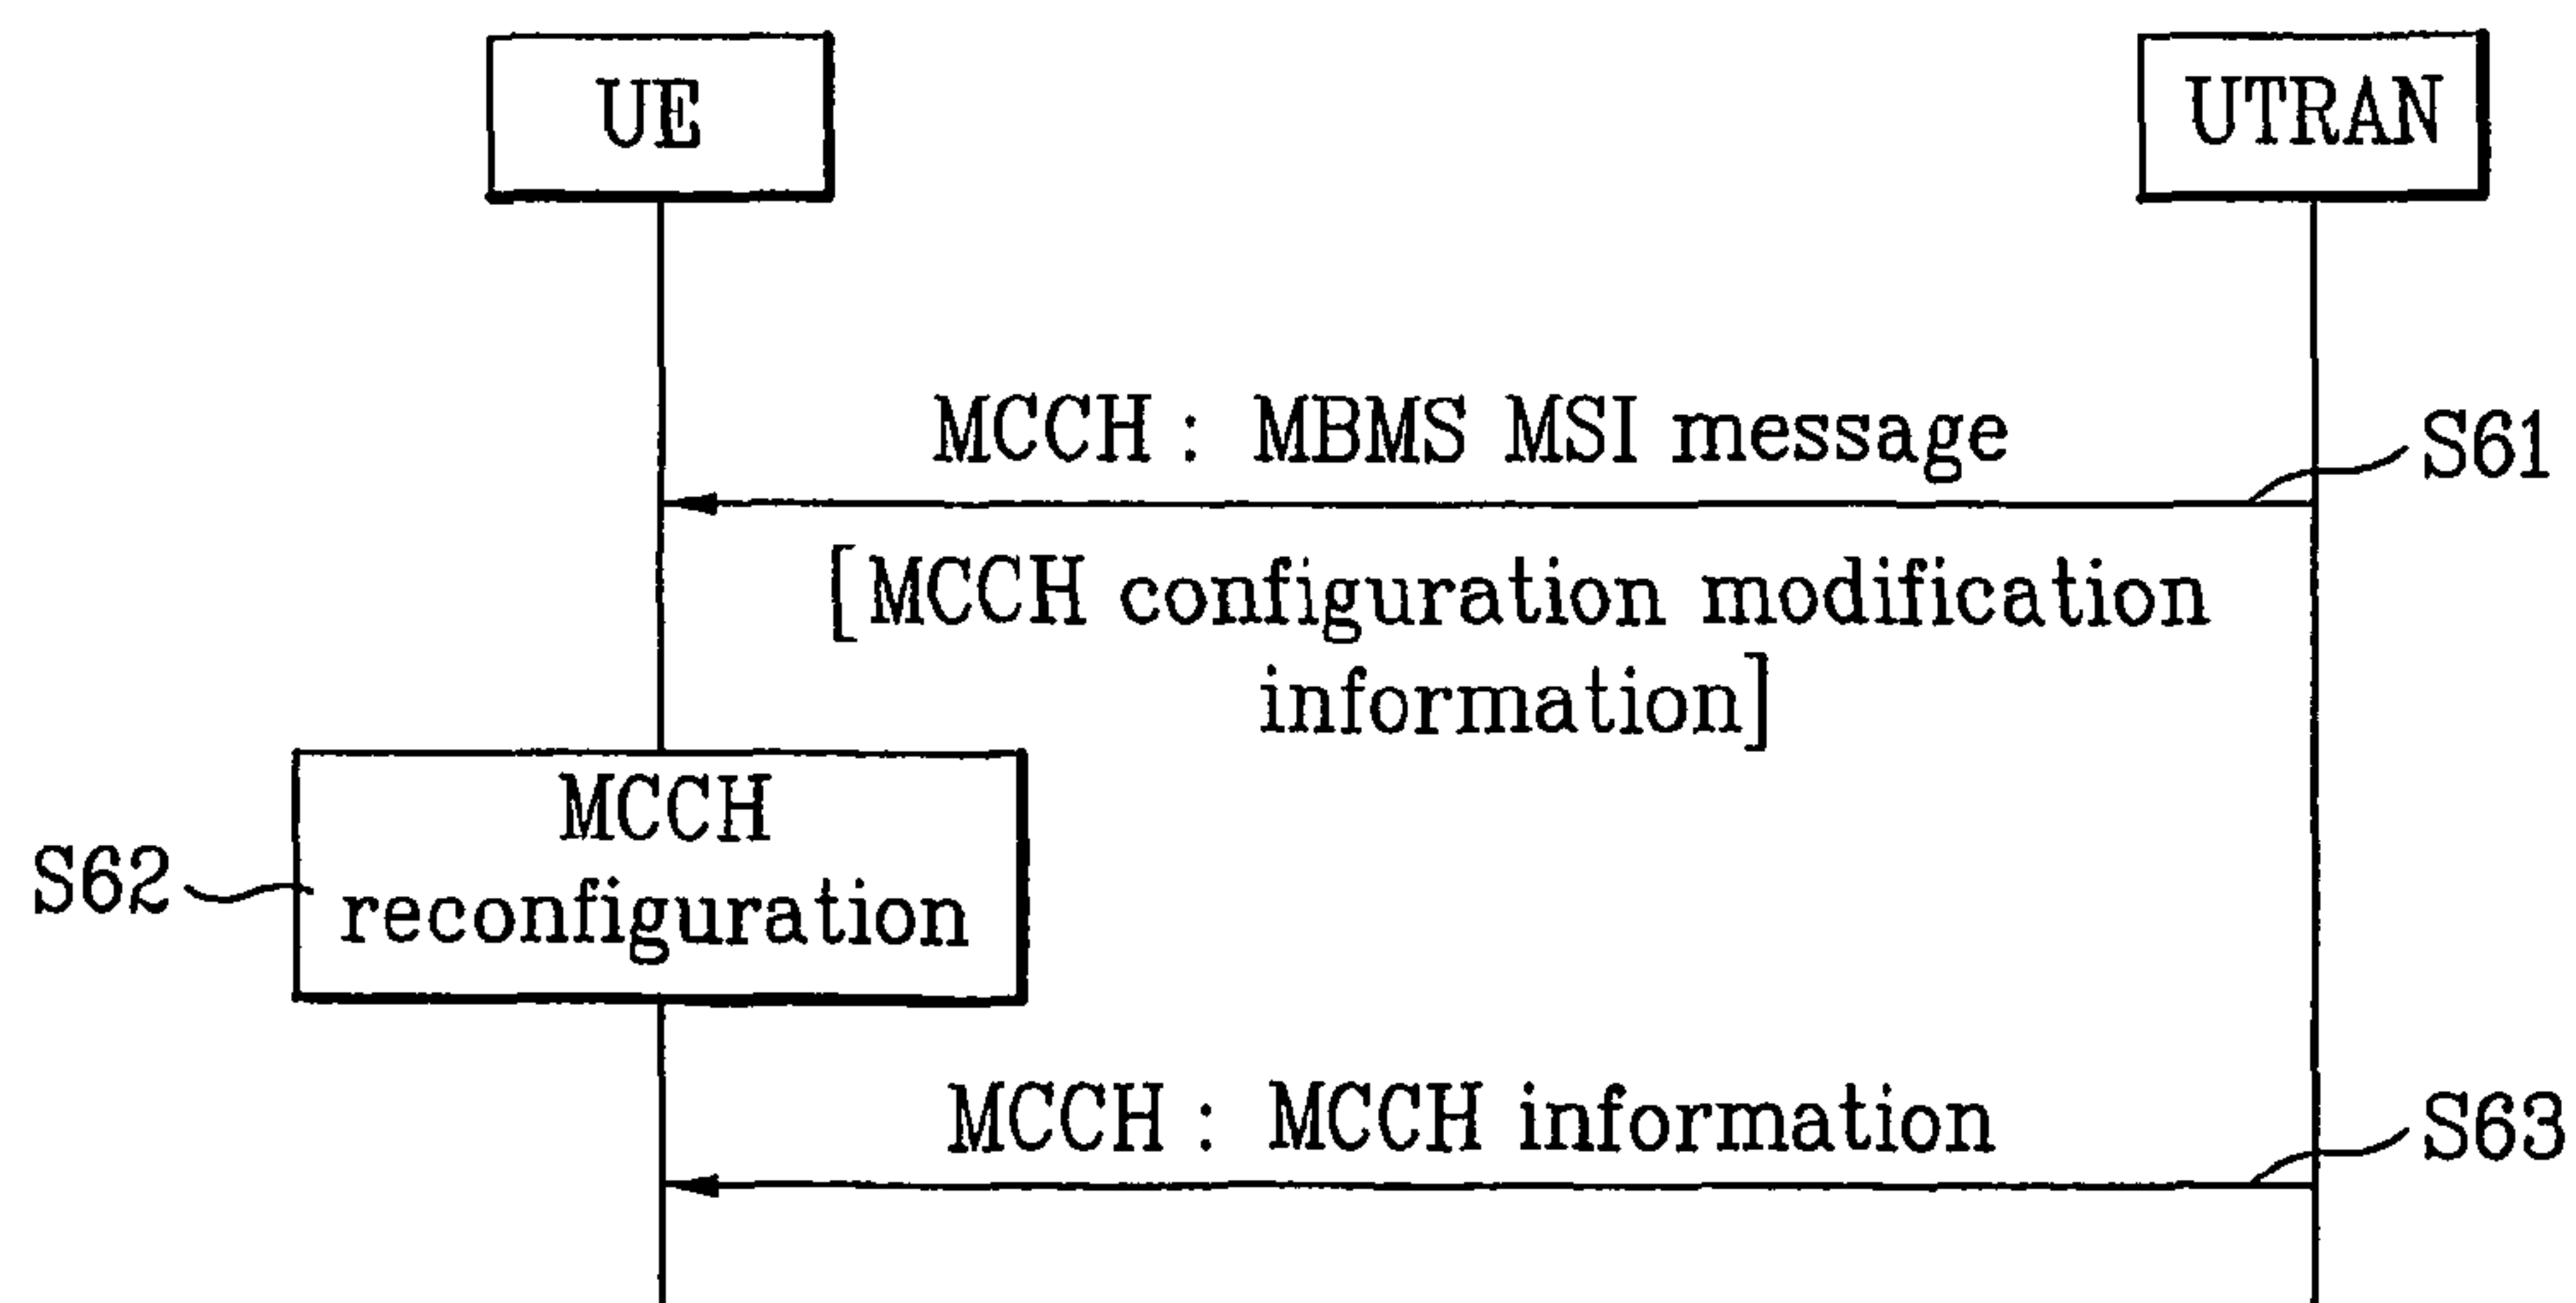 UE
UTRAN
MCCH : MBMS MSI message
S61
[MCCH configuration modification
information]
MCCH
reconfiguration
S62
MCCH : MCCH information
S63